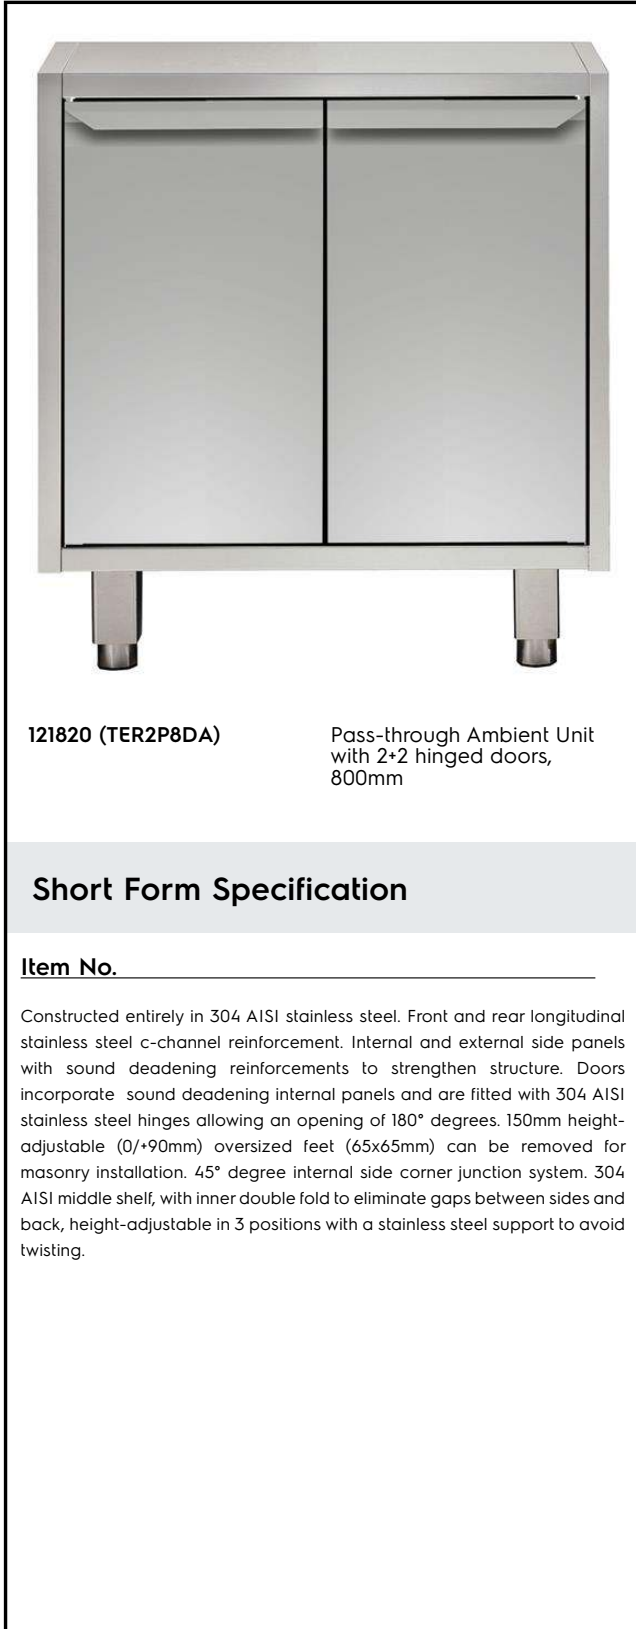 121820 (TER2P8DA)
Pass-through Ambient Unit
with 2+2 hinged doors,
800mm
Short Form Specification
Item No.
Constructed entirely in 304 AISI stainless steel. Front and rear longitudinal
stainless steel c-channel reinforcement. Internal and external side panels
with sound deadening reinforcements to strengthen structure. Doors
incorporate sound deadening internal panels and are fitted with 304 AISI
stainless steel hinges allowing an opening of 180° degrees. 150mm height-
adjustable (0/+90mm) oversized feet (65x65mm) can be removed for
masonry installation. 45° degree internal side corner junction system. 304
AISI middle shelf, with inner double fold to eliminate gaps between sides and
back, height-adjustable in 3 positions with a stainless steel support to avoid
twisting.